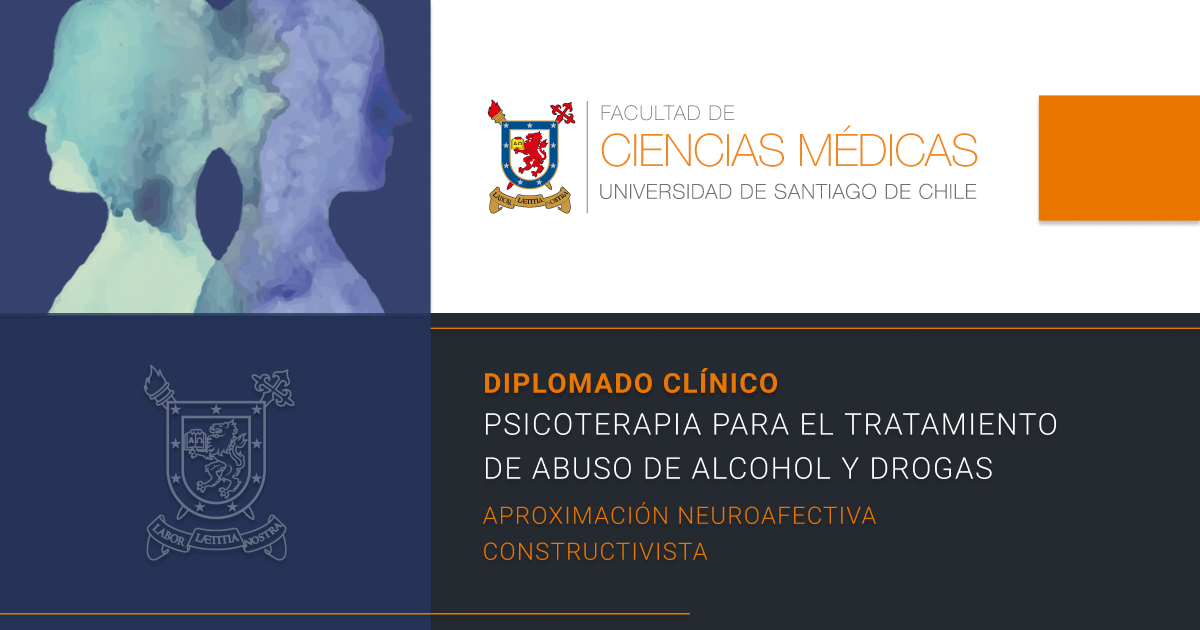 FACULTAD DE
CIENCIAS MÉDICAS
UNIVERSIDAD DE SANTIAGO DE CHILE
LABOR LÆTITIA NOSTRA
LABOR LÆTITIA NOSTRA
DIPLOMADO CLÍNICO
PSICOTERAPIA PARA EL TRATAMIENTO
DE ABUSO DE ALCOHOL Y DROGAS
APROXIMACIÓN NEUROAFECTIVA
CONSTRUCTIVISTA